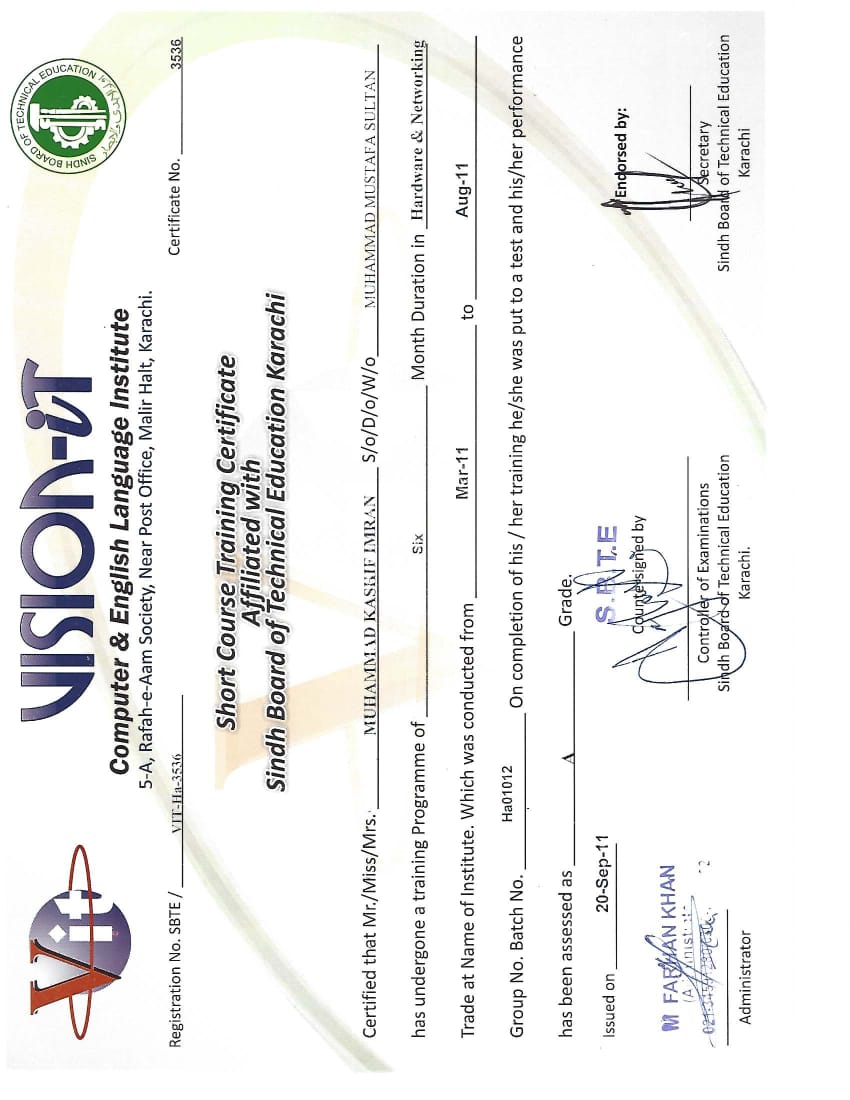 Vit
VISION-iT
SINDH BOARD OF TECHNICAL EDUCATION
Computer & English Language Institute
5-A, Rafah-e-Aam Society, Near Post Office, Malir Halt, Karachi.
Registration No. SBTE / VIT-Ha-3536 Certificate No. 3536
Short Course Training Certificate
Affiliated with
Sindh Board of Technical Education Karachi
Certified that Mr./Miss/Mrs. MUHAMMAD KASHIF IMRAN S/o/D/o/W/o MUHAMMAD MUSTAFA SULTAN
has undergone a training Programme of Six Month Duration in Hardware & Networking
Trade at Name of Institute. Which was conducted from Mar-11 to Aug-11
Group No. Batch No. Ha01012 On completion of his / her training he/she was put to a test and his/her performance
has been assessed as A Grade.
Issued on 20-Sep-11
S.B.T.E
Countersigned by
Endorsed by:
M FARHAN KHAN
Administrator
Controller of Examinations
Sindh Board of Technical Education
Karachi.
Secretary
Sindh Board of Technical Education
Karachi